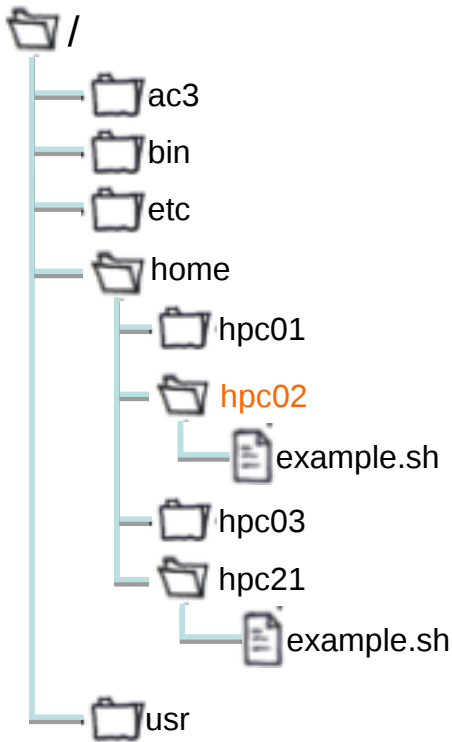 /
ac3
bin
etc
home
hpc01
hpc02
example.sh
hpc03
hpc21
example.sh
usr